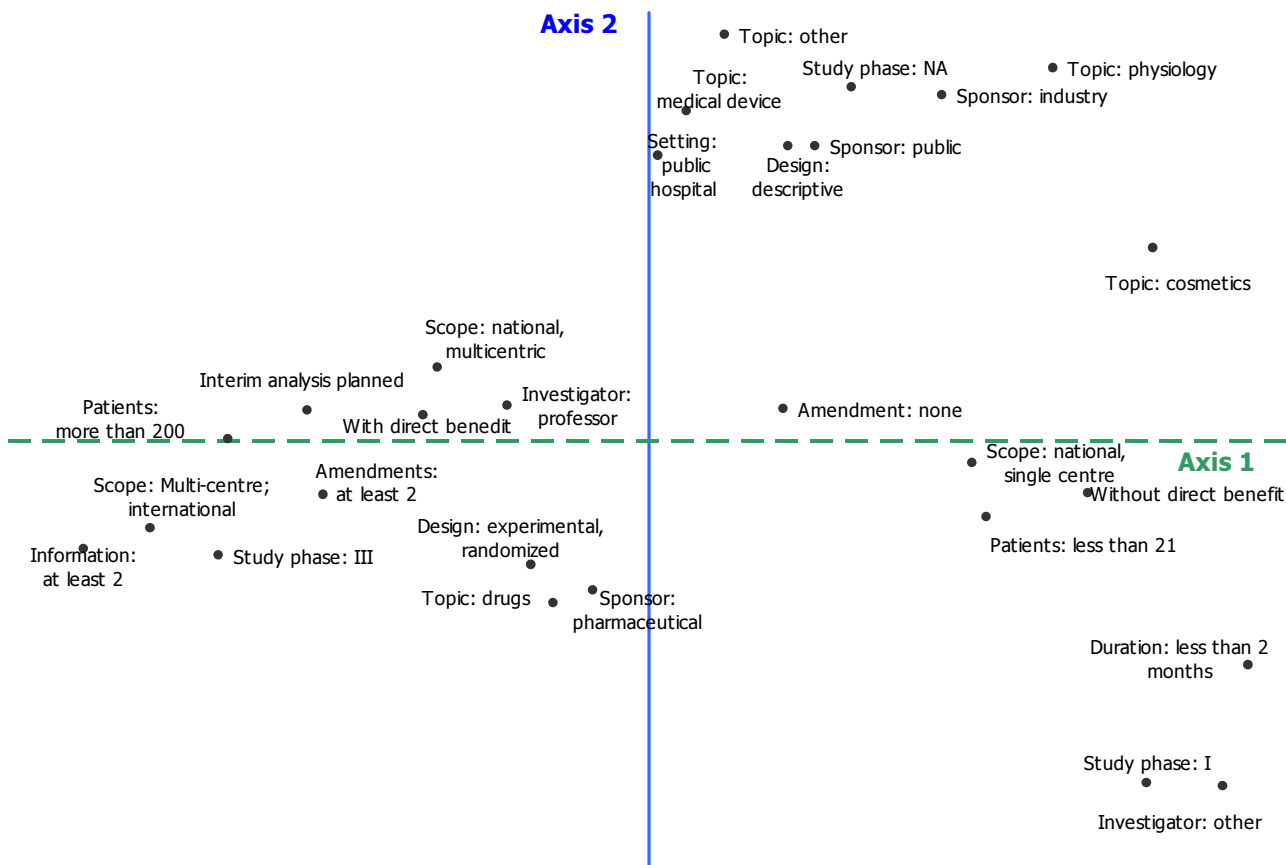 Axis 2
Topic: other
Study phase: NA
Topic: physiology
Topic:
medical device
Sponsor: industry
Setting:
public
hospital
Design:
descriptive
Sponsor: public
Topic: cosmetics
Scope: national,
multicentric
Interim analysis planned
Investigator:
professor
Patients:
more than 200
With direct benefit
Amendment: none
Axis 1
Scope: national,
single centre
Without direct benefit
Patients: less than 21
Scope: Multi-centre;
international
Amendments:
at least 2
Information:
at least 2
Study phase: III
Design: experimental,
randomized
Topic: drugs
Sponsor:
pharmaceutical
Duration: less than 2
months
Study phase: I
Investigator: other